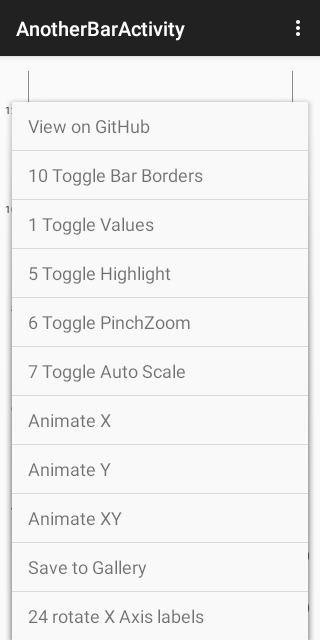 AnotherBarActivity
View on GitHub
10 Toggle Bar Borders
1 Toggle Values
5 Toggle Highlight
6 Toggle PinchZoom
7 Toggle Auto Scale
Animate X
Animate Y
Animate XY
Save to Gallery
24 rotate X Axis labels